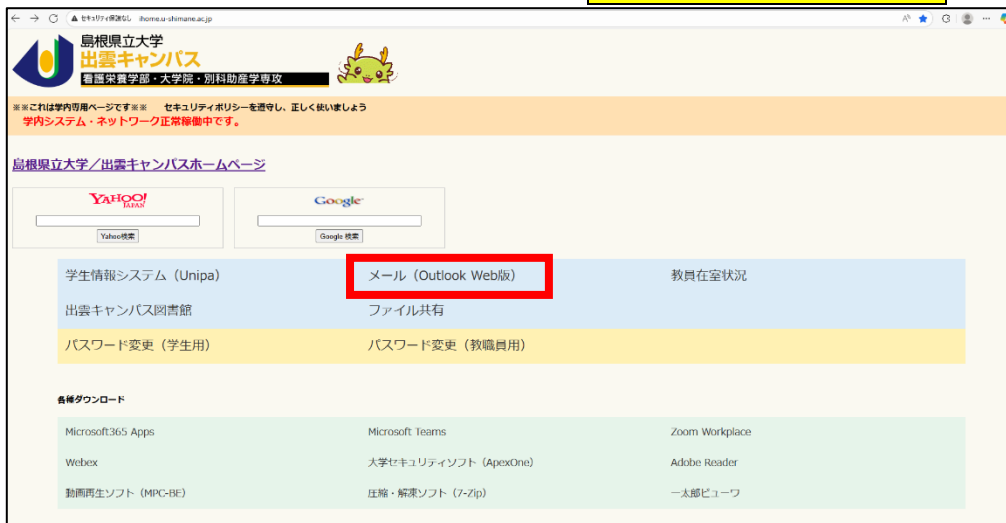 セキュリティ保護なし ihome.u-shimane.ac.jp
島根県立大学
出雲キャンパス
看護栄養学部・大学院・別科助産学専攻
※※これは学内専用ページです※※ セキュリティポリシーを遵守し、正しく使いましょう
学内システム・ネットワーク正常稼働中です。
島根県立大学／出雲キャンパスホームページ
YAHOO! JAPAN Google
Yahoo検索 Google 検索
学生情報システム（Unipa） メール（Outlook Web版） 教員在室状況
出雲キャンパス図書館 ファイル共有
パスワード変更（学生用） パスワード変更（教職員用）
各種ダウンロード
Microsoft365 Apps Microsoft Teams Zoom Workplace
Webex 大学セキュリティソフト（ApexOne） Adobe Reader
動画再生ソフト（MPC-BE） 圧縮・解凍ソフト（7-Zip） 一太郎ビューワ